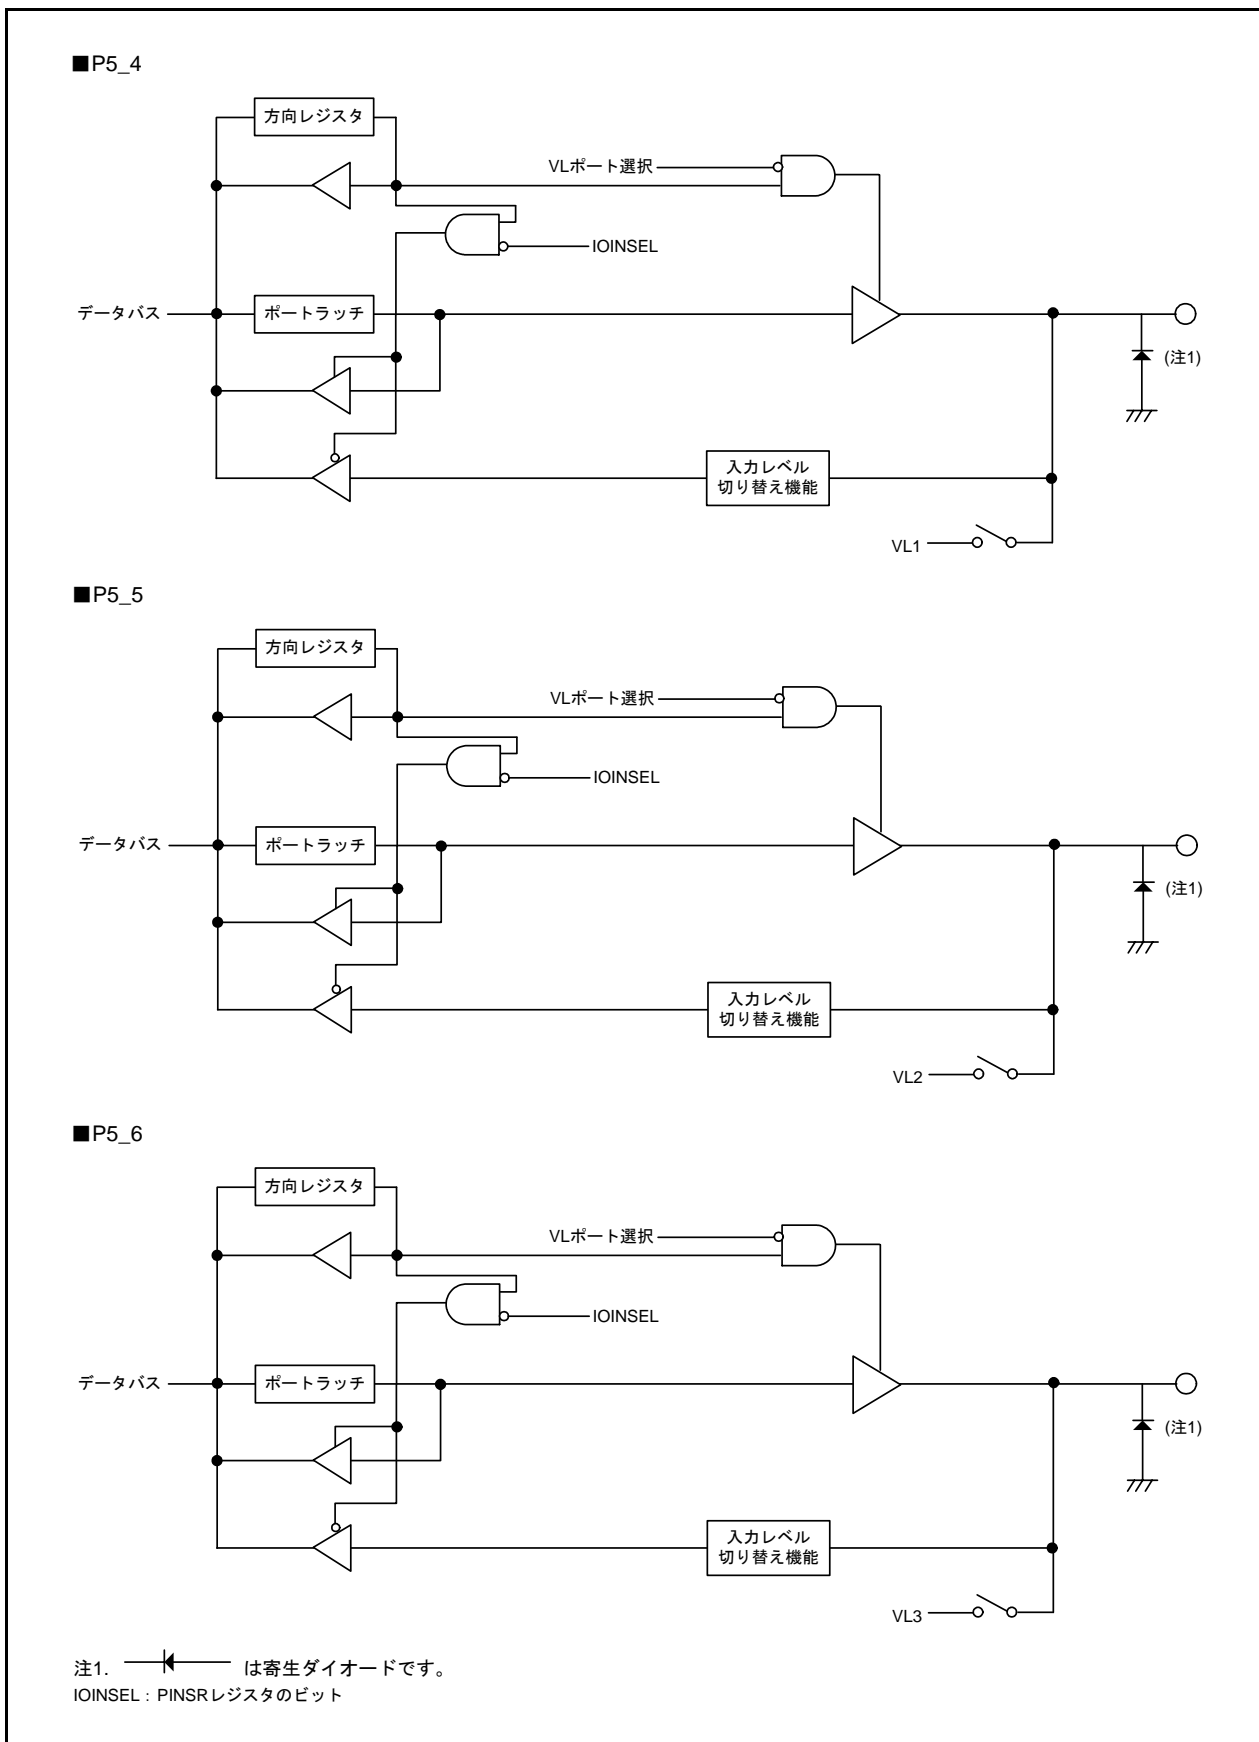 ■P5_4
方向レジスタ
VLポート選択
IOINSEL
データバス
ポートラッチ
(注1)
入力レベル
切り替え機能
VL1
■P5_5
方向レジスタ
VLポート選択
IOINSEL
データバス
ポートラッチ
(注1)
入力レベル
切り替え機能
VL2
■P5_6
方向レジスタ
VLポート選択
IOINSEL
データバス
ポートラッチ
(注1)
入力レベル
切り替え機能
VL3
注1. は寄生ダイオードです。
IOINSEL：PINSRレジスタのビット